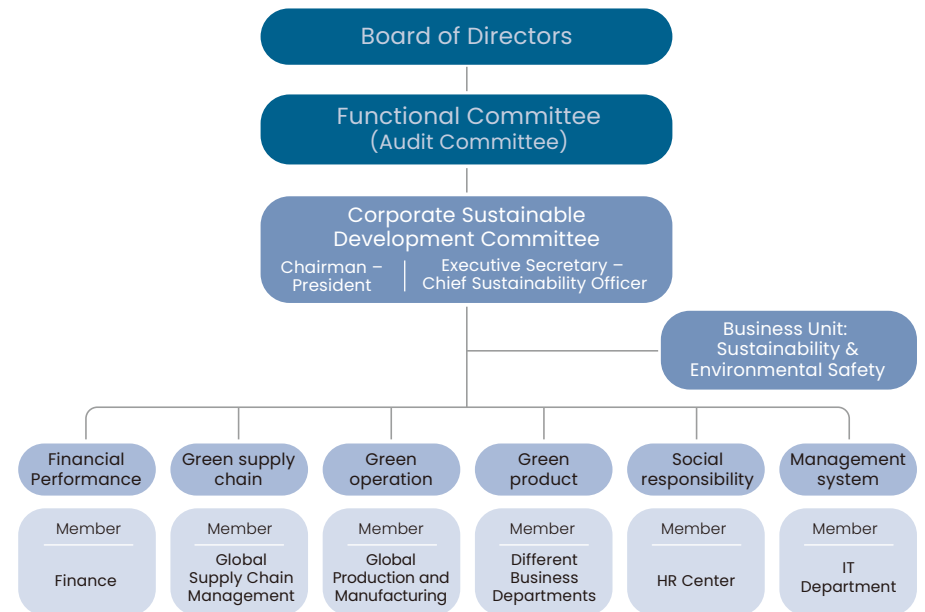 Board of Directors
Functional Committee
(Audit Committee)
Corporate Sustainable
Development Committee
Chairman –
President
Executive Secretary –
Chief Sustainability Officer
Business Unit:
Sustainability &
Environmental Safety
Financial
Performance
Green supply
chain
Green
operation
Green
product
Social
responsibility
Management
system
Member
Finance
Member
Global
Supply Chain
Management
Member
Global
Production and
Manufacturing
Member
Different
Business
Departments
Member
HR Center
Member
IT
Department